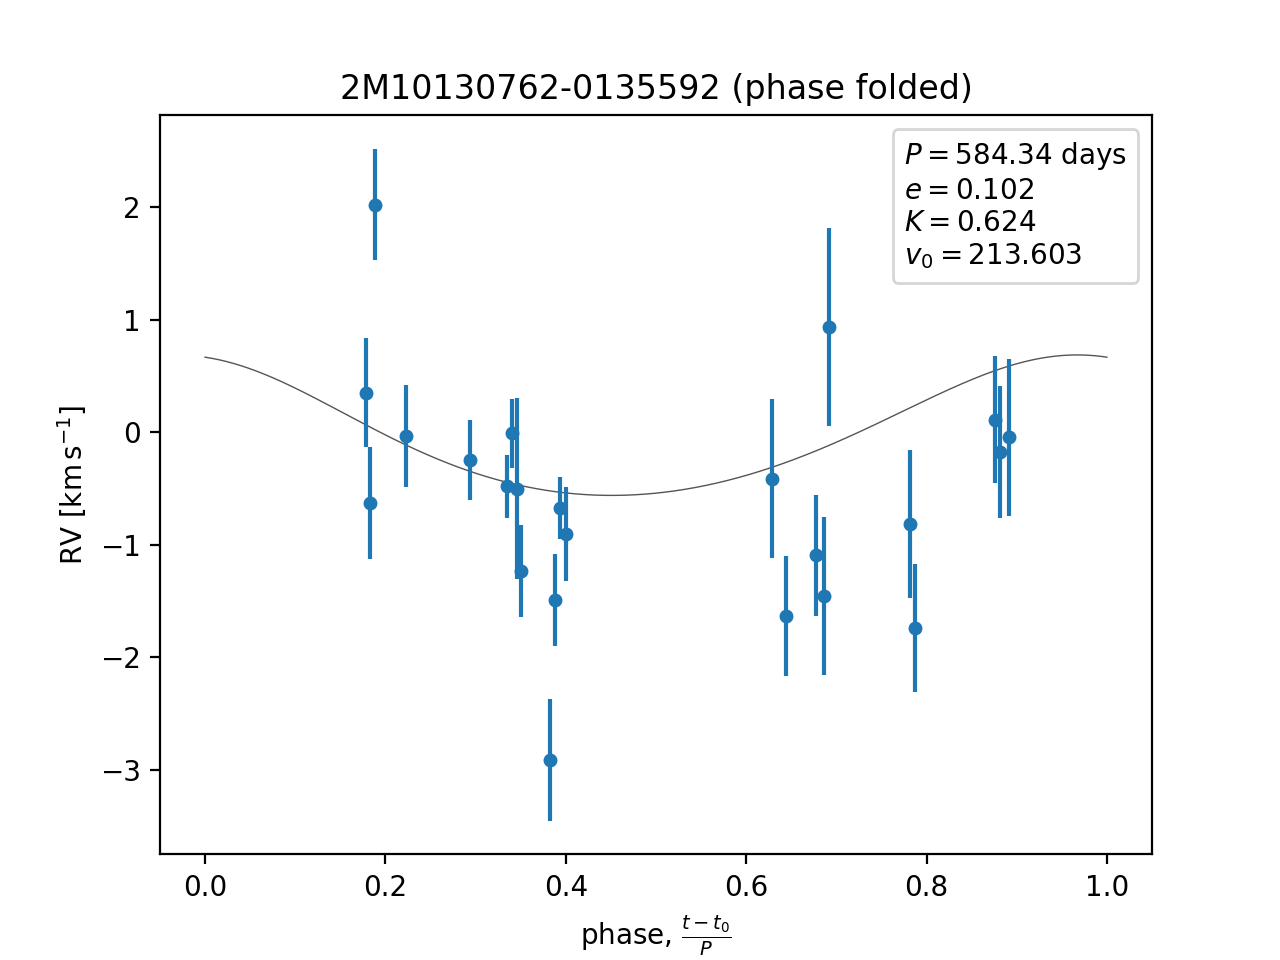 2M10130762-0135592 (phase folded)
P = 584.34 days
e = 0.102
K = 0.624
v₀ = 213.603
RV [km s⁻¹]
2
1
0
−1
−2
−3
0.0 0.2 0.4 0.6 0.8 1.0
phase, (t − t₀)/P